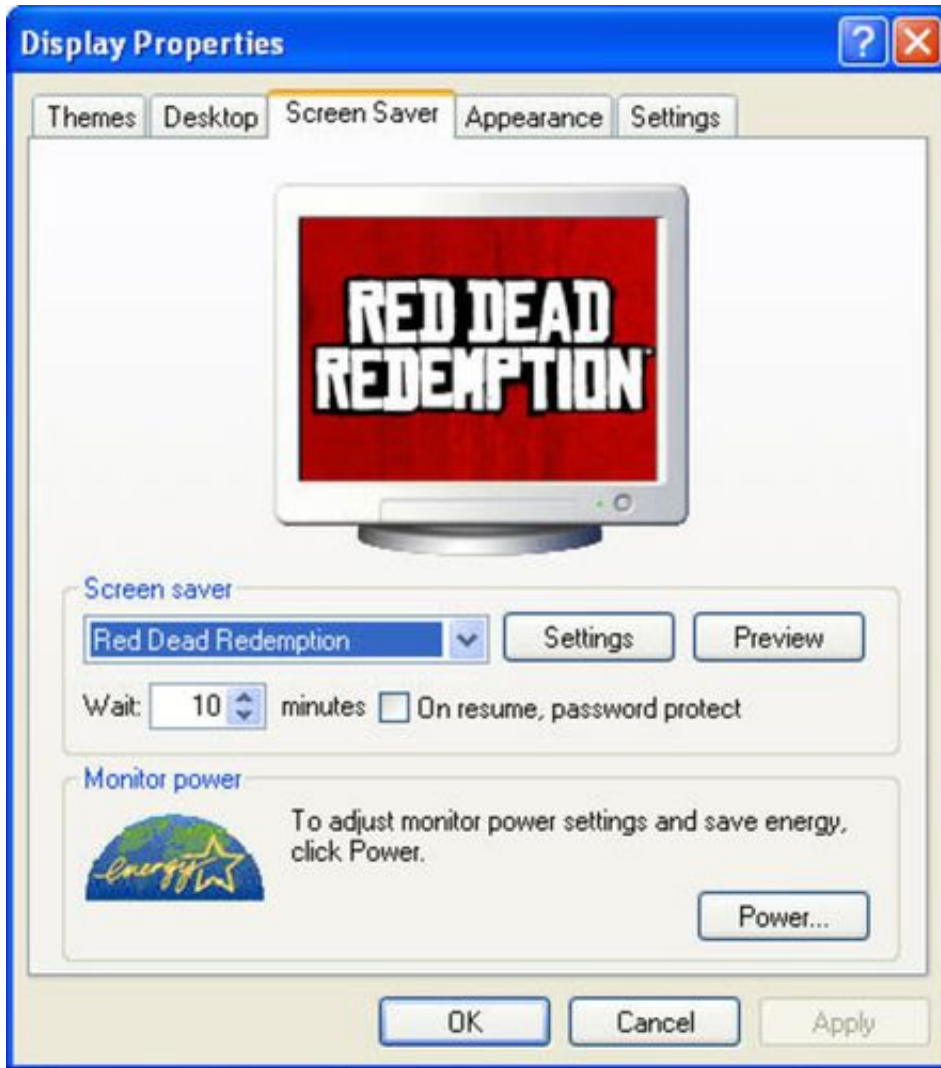 Display Properties
Themes Desktop Screen Saver Appearance Settings
RED DEAD
REDEMPTION
Screen saver
Red Dead Redemption Settings Preview
Wait: 10 minutes On resume, password protect
Monitor power
energy
To adjust monitor power settings and save energy,
click Power.
Power...
OK Cancel Apply